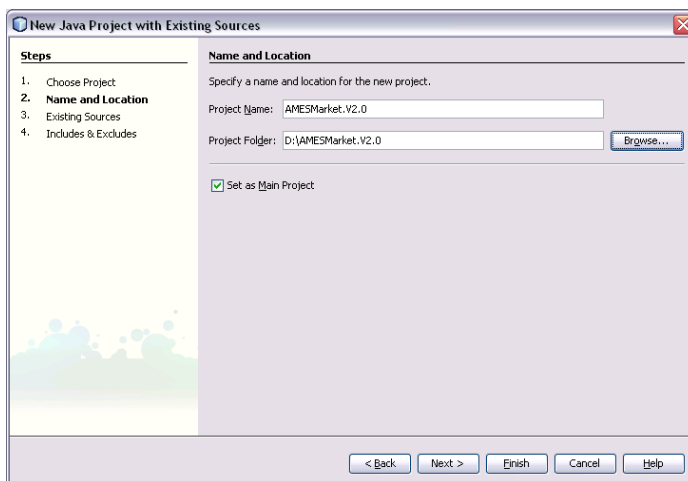 New Java Project with Existing Sources
Steps
1. Choose Project
2. Name and Location
3. Existing Sources
4. Includes & Excludes
Name and Location
Specify a name and location for the new project.
Project Name: AMESMarket.V2.0
Project Folder: D:\AMESMarket.V2.0 Browse...
Set as Main Project
< Back Next > Finish Cancel Help